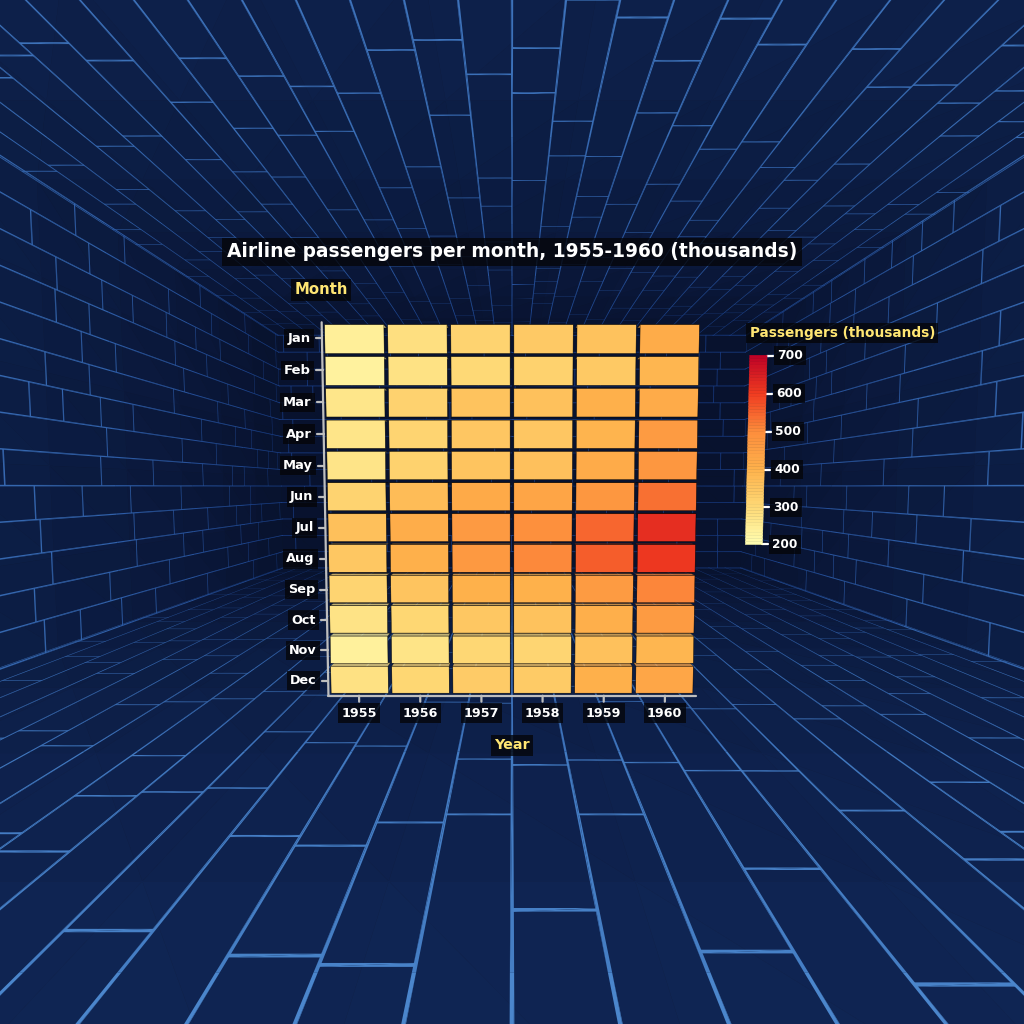 Airline passengers per month, 1955-1960 (thousands)
Month
Jan
Feb
Mar
Apr
May
Jun
Jul
Aug
Sep
Oct
Nov
Dec
1955 1956 1957 1958 1959 1960
Year
Passengers (thousands)
700
600
500
400
300
200